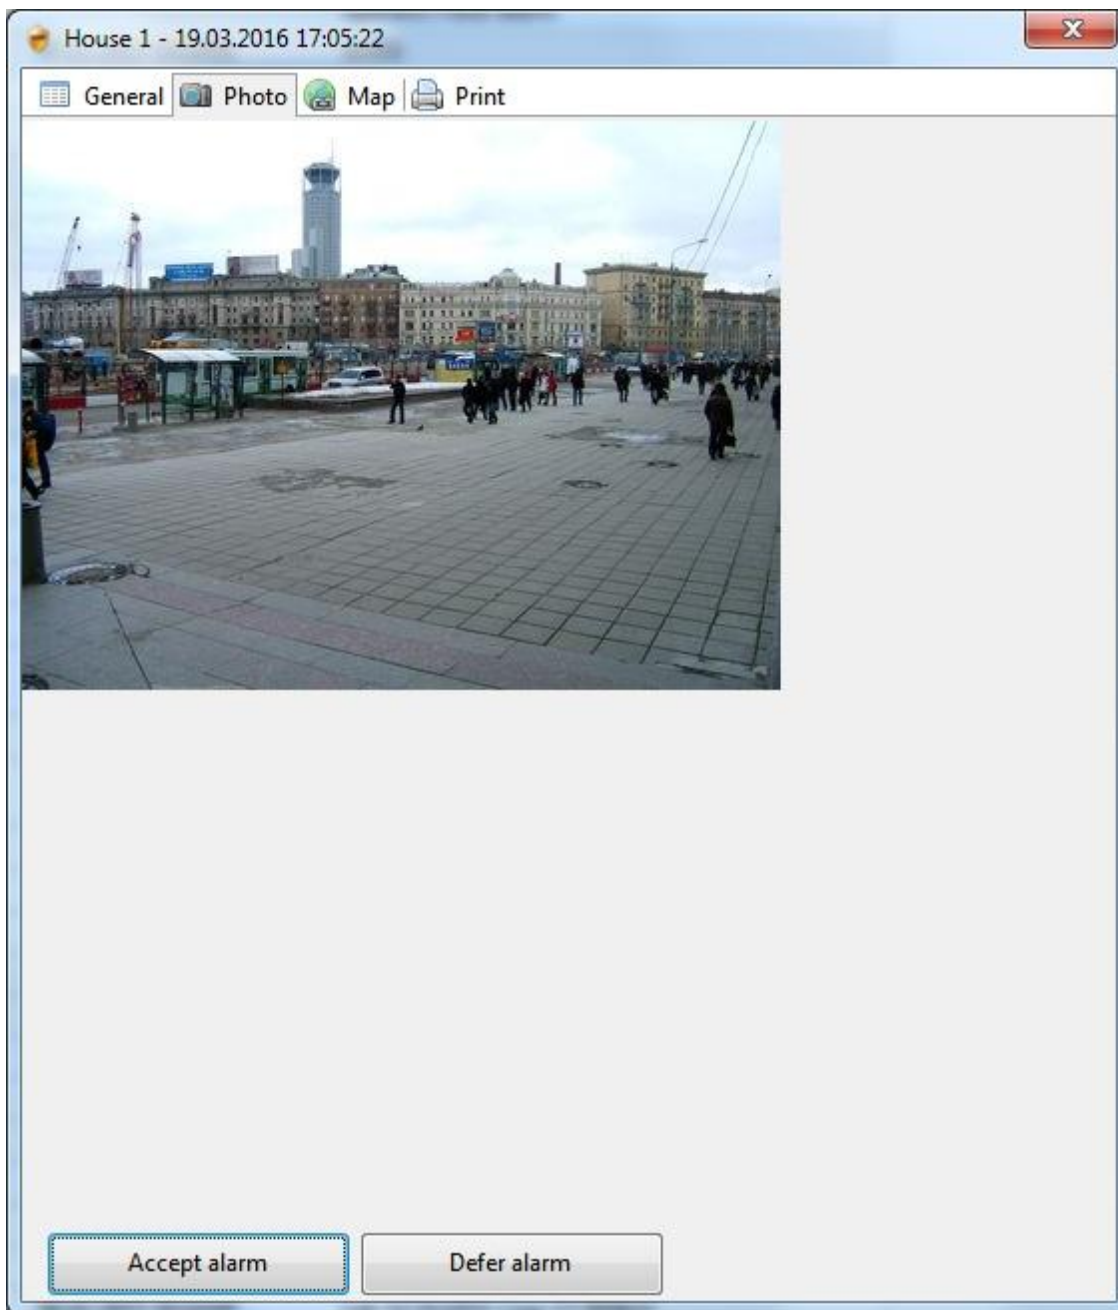 House 1 - 19.03.2016 17:05:22
General Photo Map Print
Accept alarm Defer alarm